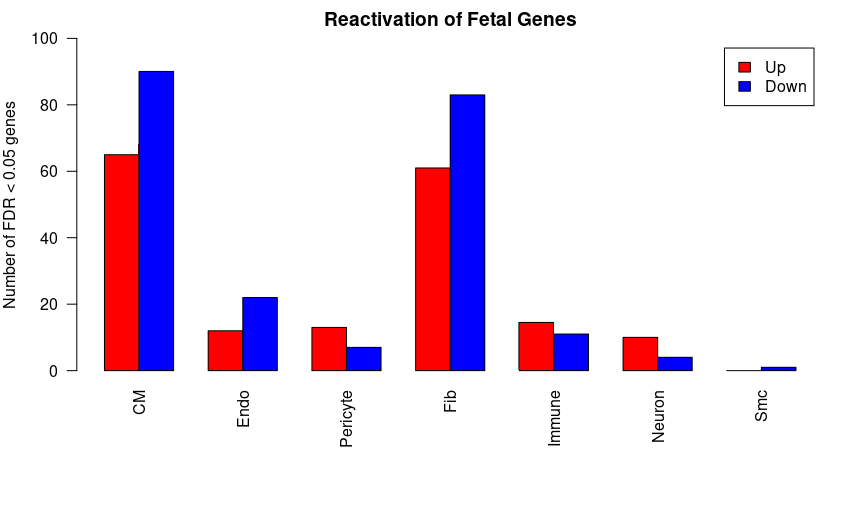 Reactivation of Fetal Genes
Number of FDR < 0.05 genes
100
80
60
40
20
0
Up
Down
CM
Endo
Pericyte
Fib
Immune
Neuron
Smc